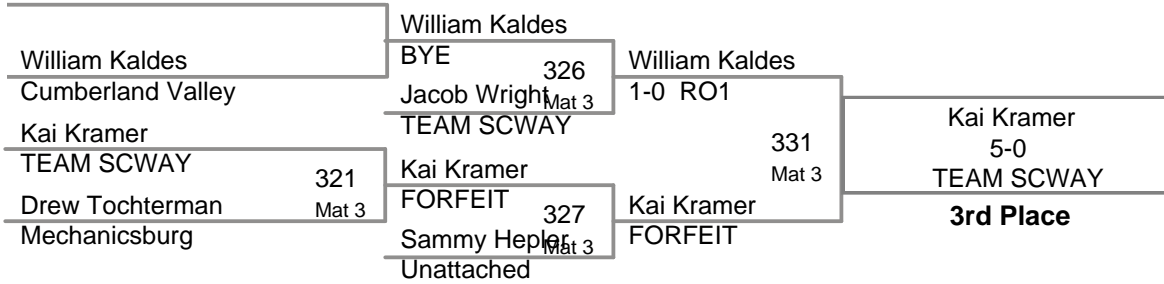 William Kaldes
Cumberland Valley
Kai Kramer
TEAM SCWAY
321
Mat 3
Drew Tochterman
Mechanicsburg
William Kaldes
BYE
326
Mat 3
Jacob Wright
TEAM SCWAY
Kai Kramer
FORFEIT
327
Mat 3
Sammy Hepler
Unattached
William Kaldes
1-0 RO1
331
Mat 3
Kai Kramer
FORFEIT
Kai Kramer
5-0
TEAM SCWAY
3rd Place